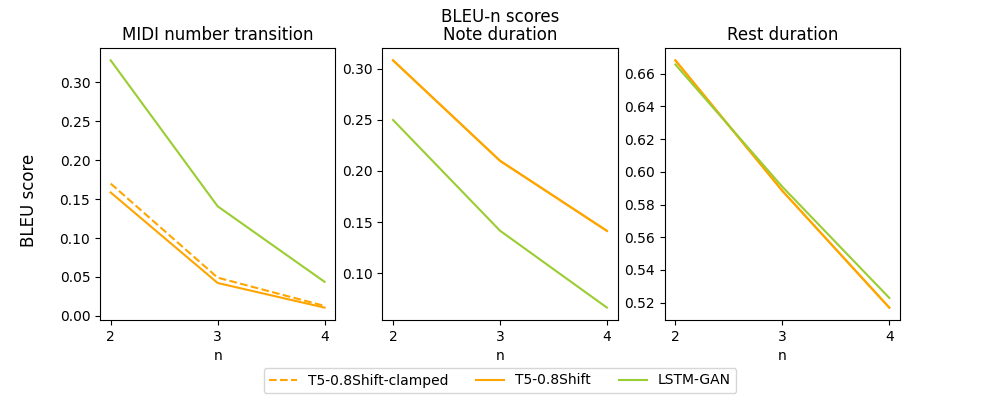 BLEU-n scores
MIDI number transition
Note duration
Rest duration
BLEU score
0.30
0.25
0.20
0.15
0.10
0.05
0.00
2 3 4
n
0.30
0.25
0.20
0.15
0.10
2 3 4
n
0.66
0.64
0.62
0.60
0.58
0.56
0.54
0.52
2 3 4
n
T5-0.8Shift-clamped T5-0.8Shift LSTM-GAN